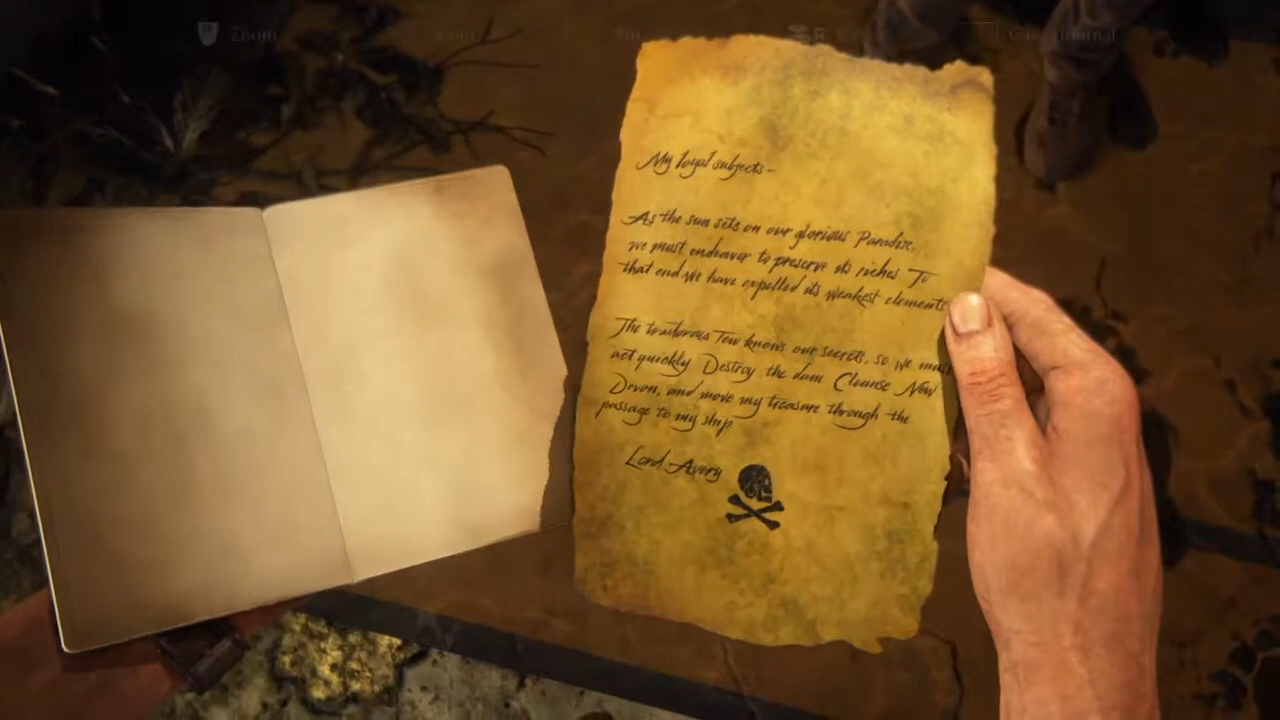 Zoom
My loyal subjects-
As the sun sets on our glorious Paradise,
we must endeavor to preserve its riches To
that end we have expelled its weakest elements
The traitorous Tew knows our secrets, so we must
act quickly Destroy the dam Cleanse New
Devon, and move my treasure through the
passage to my ship
Lord Avery